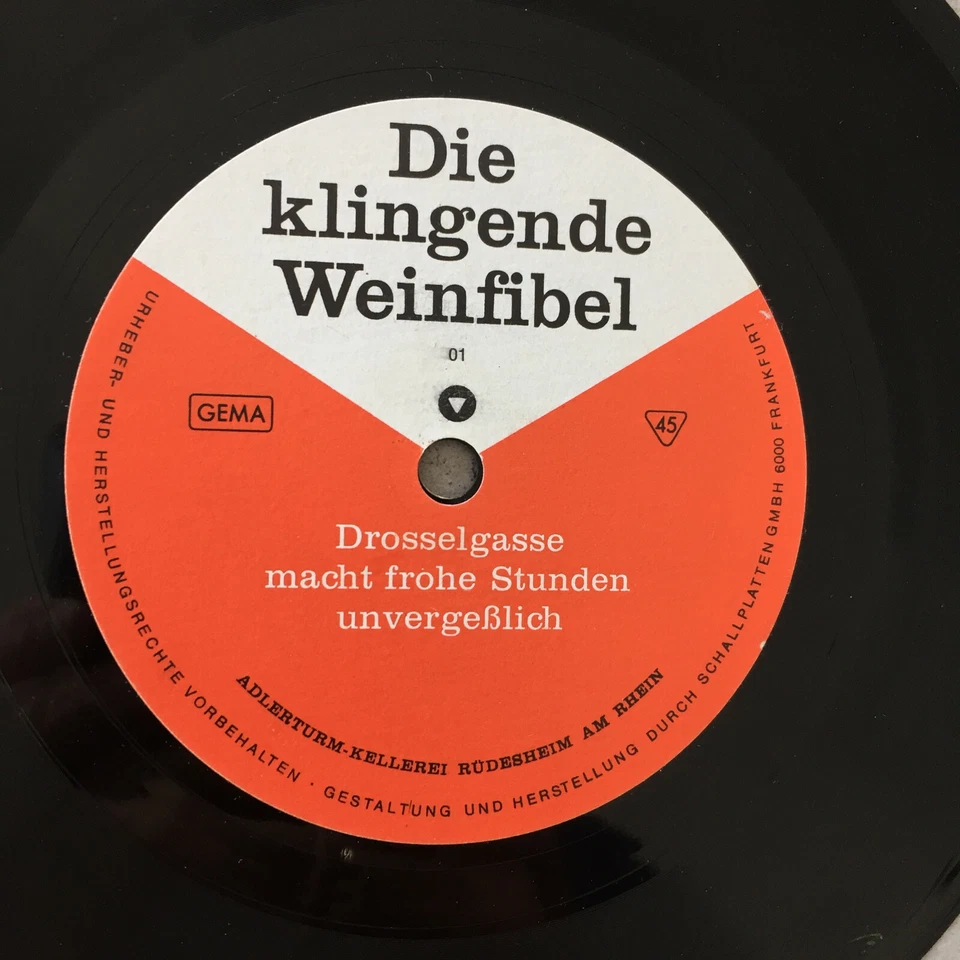 Die
klingende
Weinfibel
01
GEMA
45
Drosselgasse
macht frohe Stunden
unvergeßlich
ADLERTURM-KELLEREI RÜDESHEIM AM RHEIN
URHEBER- UND HERSTELLUNGSRECHTE VORBEHALTEN · GESTALTUNG UND HERSTELLUNG DURCH SCHALLPLATTEN GMBH 6000 FRANKFURT